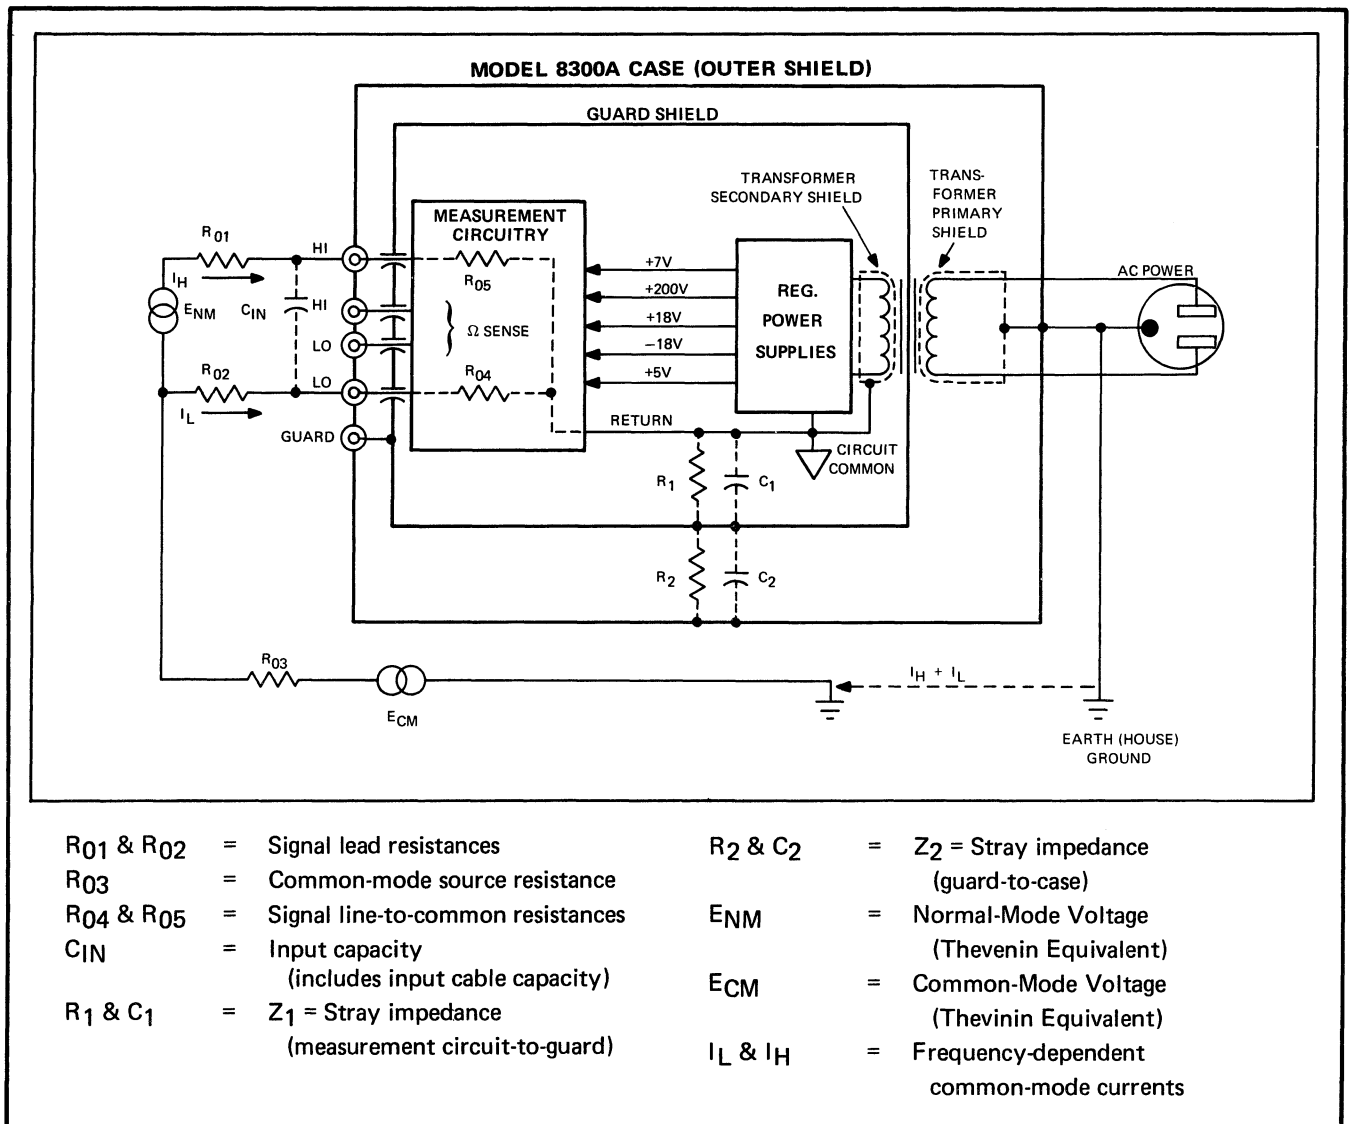 MODEL 8300A CASE (OUTER SHIELD)
GUARD SHIELD
TRANSFORMER
SECONDARY SHIELD
TRANS-
FORMER
PRIMARY
SHIELD
MEASUREMENT
CIRCUITRY
R01
HI
IH
R05
+7V
AC POWER
ENM
CIN
HI
+200V
REG.
POWER
SUPPLIES
Ω SENSE
+18V
LO
-18V
R02
LO
R04
+5V
IL
RETURN
GUARD
CIRCUIT
COMMON
R1
C1
R2
C2
R03
ECM
IH + IL
EARTH (HOUSE)
GROUND
R01 & R02 = Signal lead resistances
R03 = Common-mode source resistance
R04 & R05 = Signal line-to-common resistances
CIN = Input capacity
(includes input cable capacity)
R1 & C1 = Z1 = Stray impedance
(measurement circuit-to-guard)
R2 & C2 = Z2 = Stray impedance
(guard-to-case)
ENM = Normal-Mode Voltage
(Thevenin Equivalent)
ECM = Common-Mode Voltage
(Thevinin Equivalent)
IL & IH = Frequency-dependent
common-mode currents